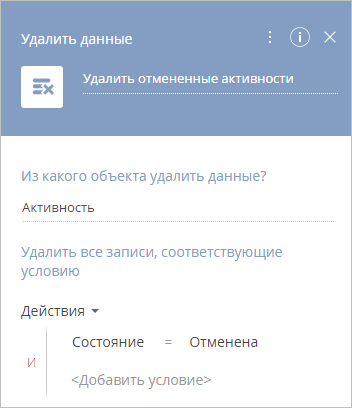 Удалить данные
Удалить отмененные активности
Из какого объекта удалить данные?
Активность
Удалить все записи, соответствующие
условию
Действия
И
Состояние = Отменена
<Добавить условие>